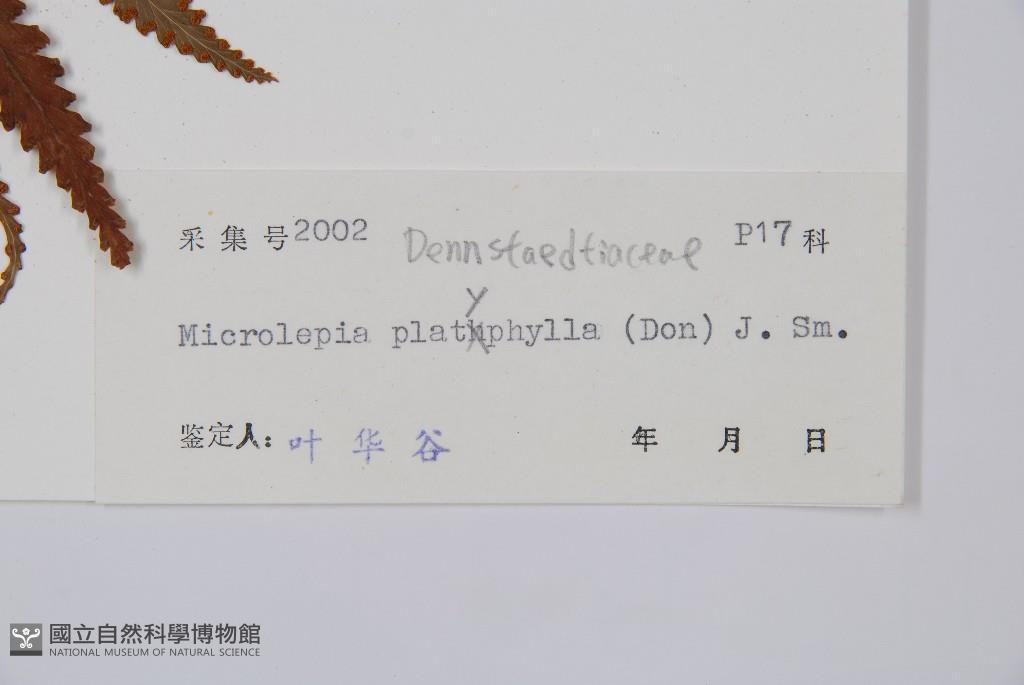 采集号2002 Dennstaedtiaceae P17科
y
Microlepia plathphylla (Don) J. Sm.
鉴定人: 叶华谷 年 月 日
國立自然科學博物館
NATIONAL MUSEUM OF NATURAL SCIENCE